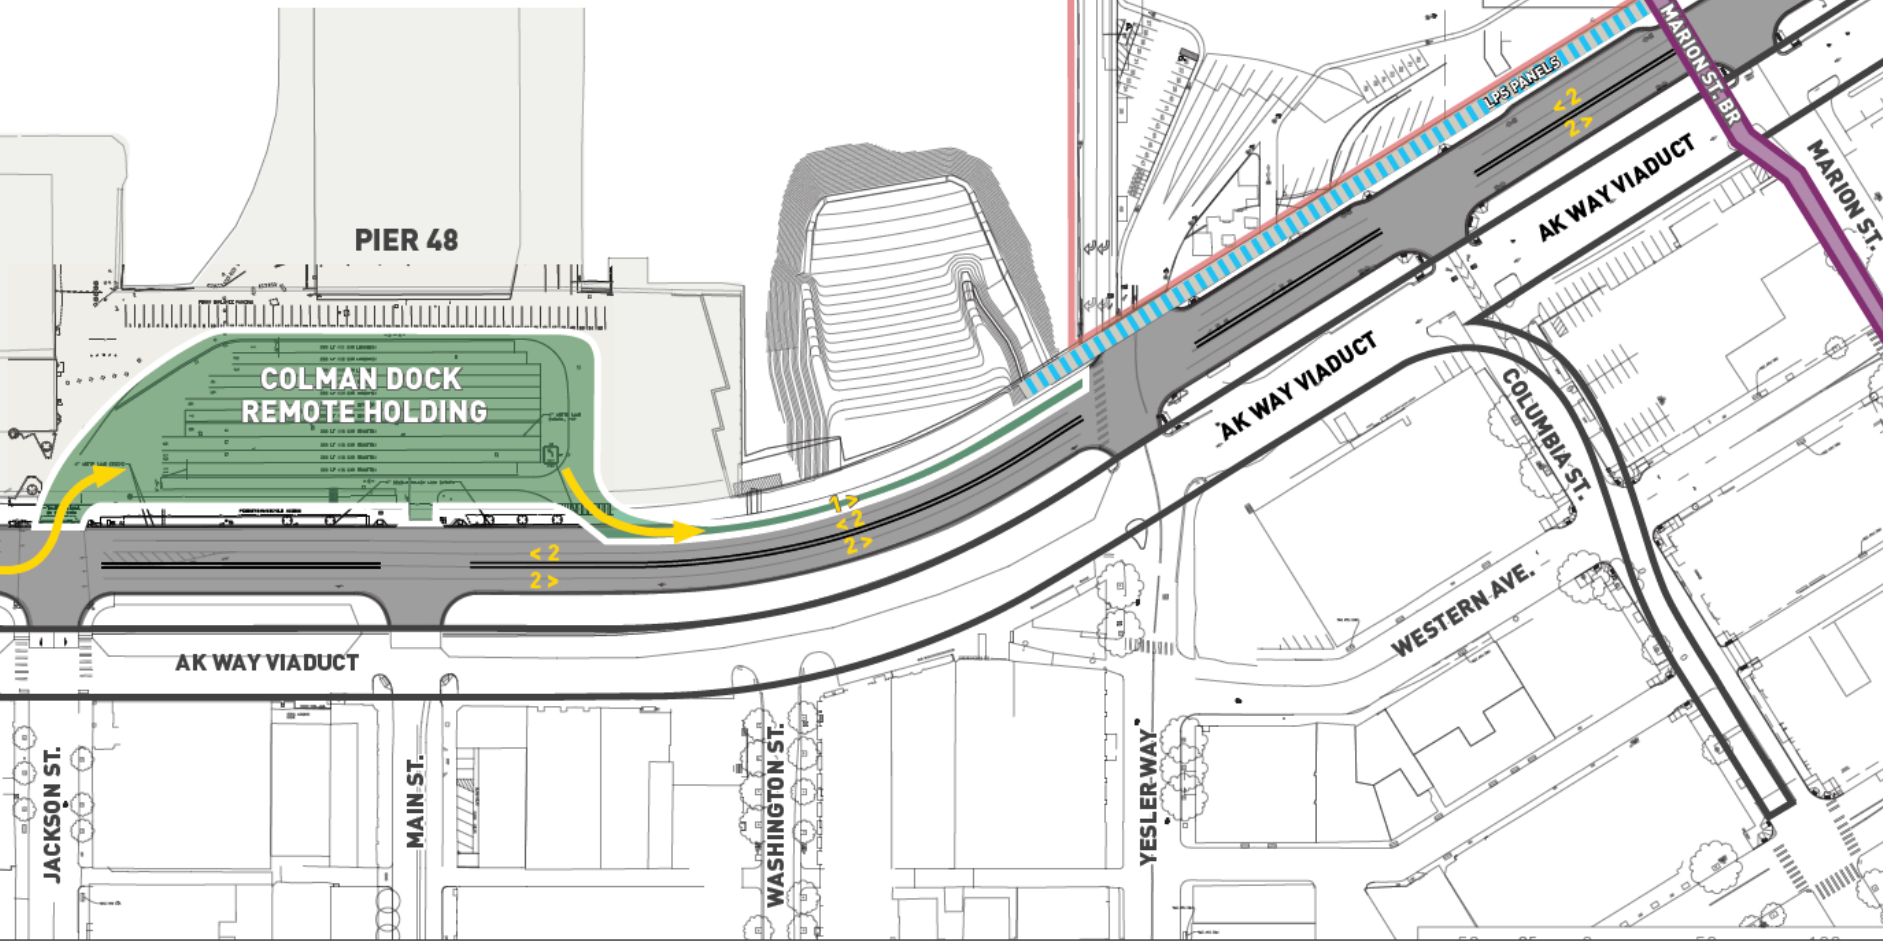 MARION ST. BR
LPS PANELS
< 2
2 >
MARION ST.
AK WAY VIADUCT
PIER 48
COLMAN DOCK
REMOTE HOLDING
AK WAY VIADUCT
COLUMBIA ST.
1 >
< 2
2 >
< 2
2 >
WESTERN AVE.
AK WAY VIADUCT
JACKSON ST.
MAIN ST.
WASHINGTON ST.
YESLER WAY